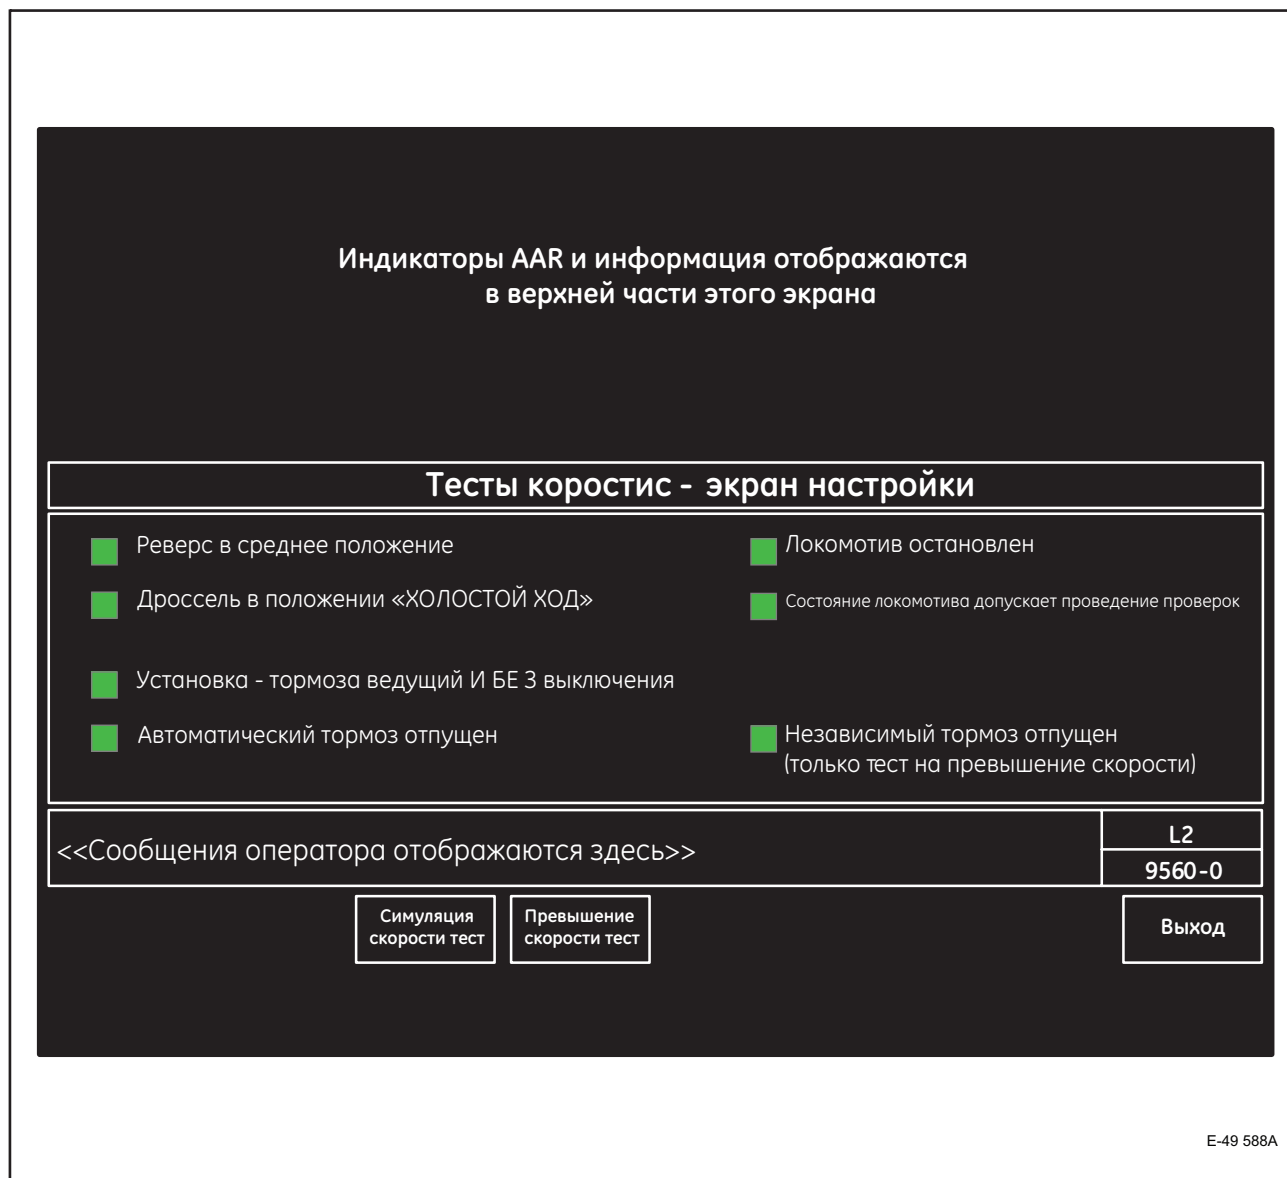 Индикаторы AAR и информация отображаются
в верхней части этого экрана
Тесты коростис - экран настройки
Реверс в среднее положение
Локомотив остановлен
Дроссель в положении «ХОЛОСТОЙ ХОД»
Состояние локомотива допускает проведение проверок
Установка - тормоза ведущий И БЕ З выключения
Автоматический тормоз отпущен
Независимый тормоз отпущен
(только тест на превышение скорости)
<<Сообщения оператора отображаются здесь>>
L2
9560-0
Симуляция
скорости тест
Превышение
скорости тест
Выход
E-49 588A